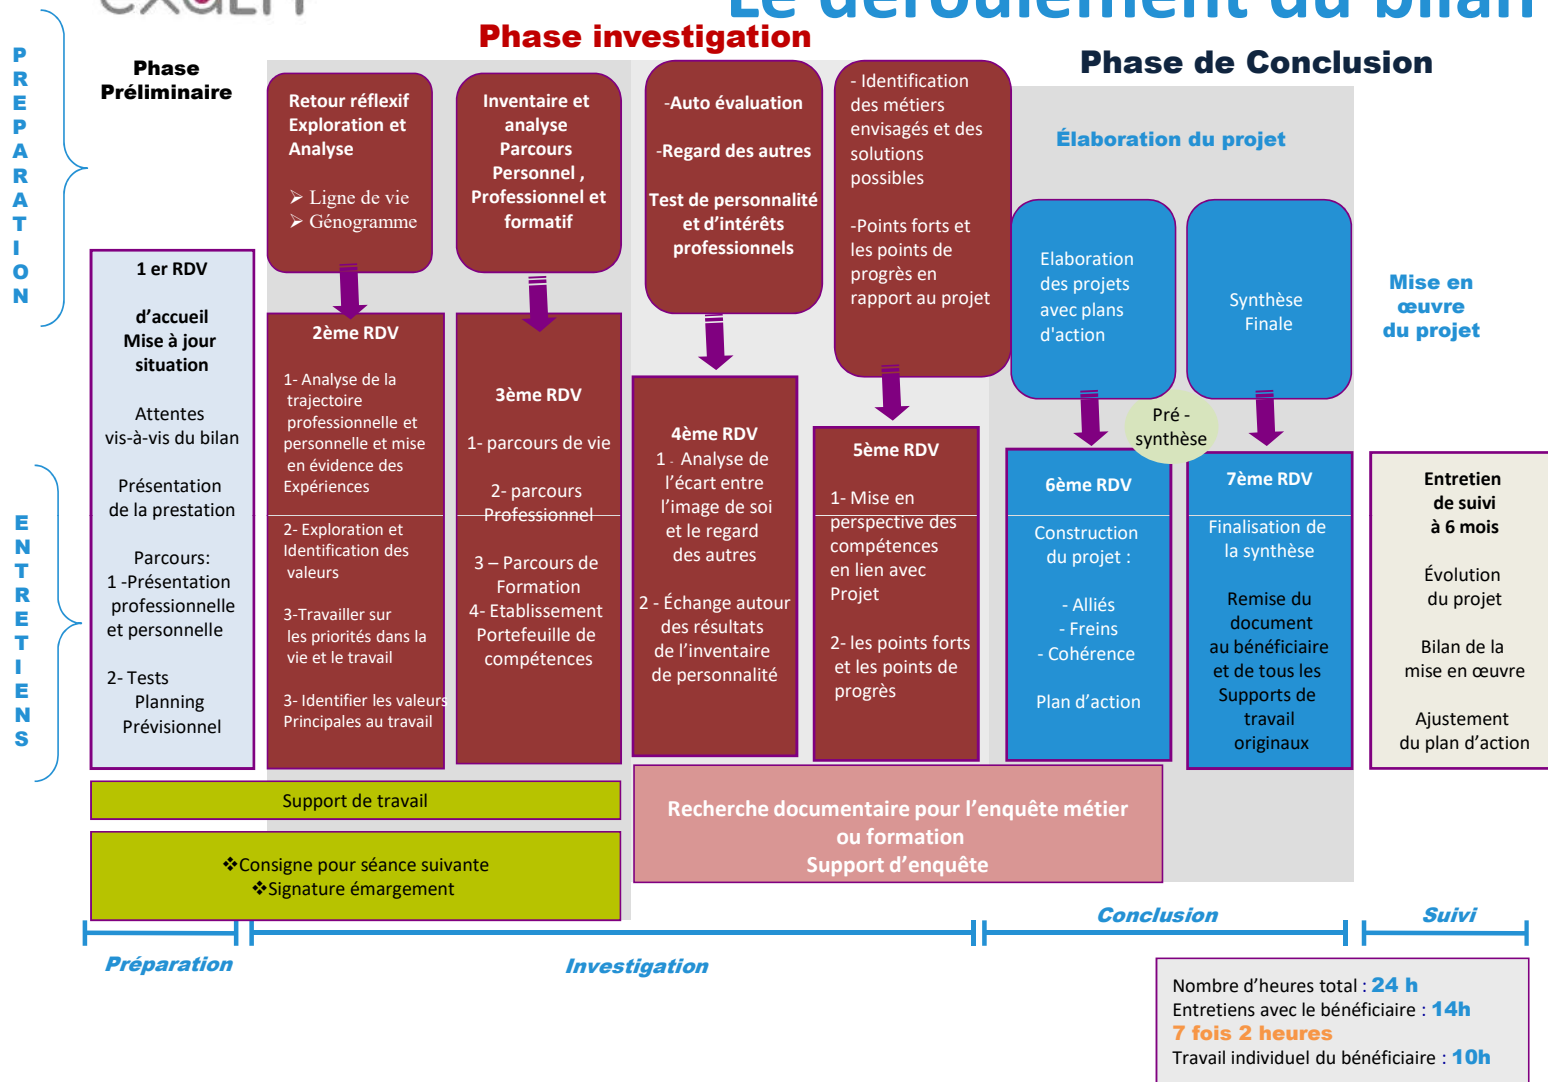 Le déroulement du bilan
Phase investigation
Phase de Conclusion
PREPARATION
Phase
Préliminaire
Retour réflexif
Exploration et
Analyse
➢ Ligne de vie
➢ Génogramme
Inventaire et
analyse
Parcours
Personnel ,
Professionnel et
formatif
-Auto évaluation
-Regard des autres
Test de personnalité
et d’intérêts
professionnels
- Identification
des métiers
envisagés et des
solutions
possibles
-Points forts et
les points de
progrès en
rapport au projet
Élaboration du projet
Elaboration
des projets
avec plans
d'action
Synthèse
Finale
Mise en
œuvre
du projet
Pré -
synthèse
ENTRETIENS
1 er RDV
d’accueil
Mise à jour
situation
Attentes
vis-à-vis du bilan
Présentation
de la prestation
Parcours:
1 -Présentation
professionnelle
et personnelle
2- Tests
Planning
Prévisionnel
2ème RDV
1- Analyse de la
trajectoire
professionnelle et
personnelle et mise
en évidence des
Expériences
2- Exploration et
Identification des
valeurs
3-Travailler sur
les priorités dans la
vie et le travail
3- Identifier les valeurs
Principales au travail
3ème RDV
1- parcours de vie
2- parcours
Professionnel
3 – Parcours de
Formation
4- Etablissement
Portefeuille de
compétences
4ème RDV
1 - Analyse de
l’écart entre
l’image de soi
et le regard
des autres
2 - Échange autour
des résultats
de l’inventaire
de personnalité
5ème RDV
1- Mise en
perspective des
compétences
en lien avec
Projet
2- les points forts
et les points de
progrès
6ème RDV
Construction
du projet :
- Alliés
- Freins
- Cohérence
Plan d’action
7ème RDV
Finalisation de
la synthèse
Remise du
document
au bénéficiaire
et de tous les
Supports de
travail
originaux
Entretien
de suivi
à 6 mois
Évolution
du projet
Bilan de la
mise en œuvre
Ajustement
du plan d’action
Support de travail
❖Consigne pour séance suivante
❖Signature émargement
Recherche documentaire pour l’enquête métier
ou formation
Support d’enquête
Préparation
Investigation
Conclusion
Suivi
Nombre d’heures total : 24 h
Entretiens avec le bénéficiaire : 14h
7 fois 2 heures
Travail individuel du bénéficiaire : 10h